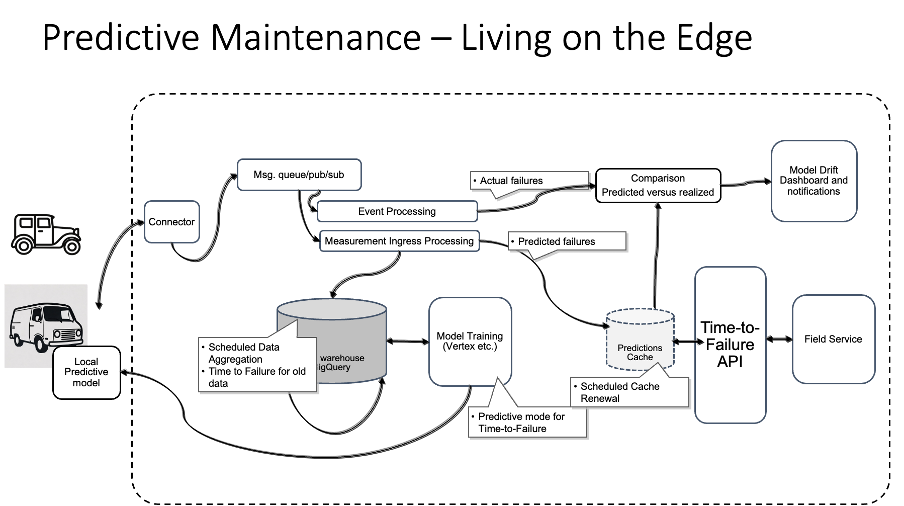 Predictive Maintenance – Living on the Edge
Msg. queue/pub/sub
• Actual failures
Comparison
Predicted versus realized
Model Drift
Dashboard and
notifications
Connector
Event Processing
Measurement Ingress Processing
• Predicted failures
• Scheduled Data
Aggregation
• Time to Failure for old
data
warehouse
igQuery
Model Training
(Vertex etc.)
Predictions
Cache
Time-to-
Failure
API
Field Service
Local
Predictive
model
• Scheduled Cache
Renewal
• Predictive mode for
Time-to-Failure